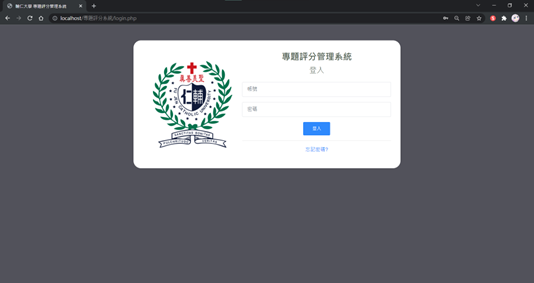 輔仁大學 專題評分管理系統
localhost/專題評分系統/login.php
專題評分管理系統
登入
帳號
密碼
登入
忘記密碼?
真善美聖
仁輔